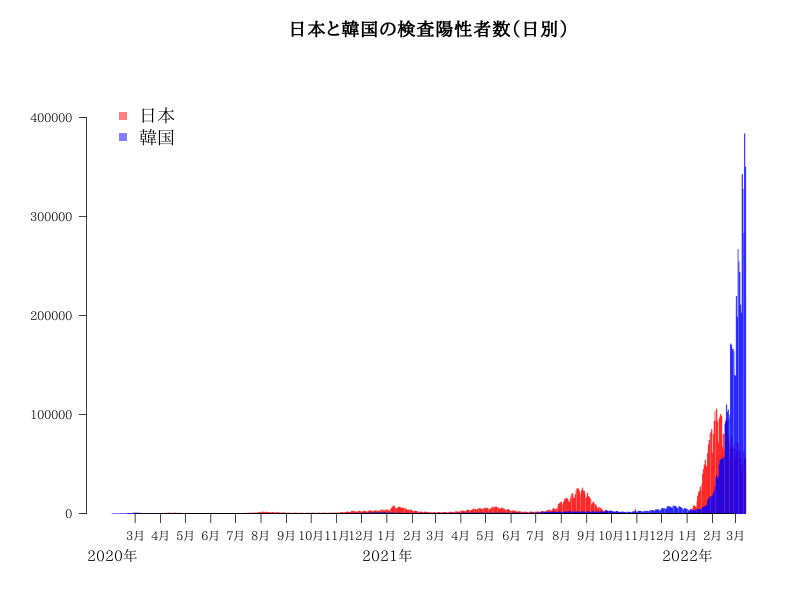 日本と韓国の検査陽性者数（日別）
日本
韓国
400000
300000
200000
100000
0
3月 4月 5月 6月 7月 8月 9月 10月 11月 12月 1月 2月 3月 4月 5月 6月 7月 8月 9月 10月 11月 12月 1月 2月 3月
2020年 2021年 2022年